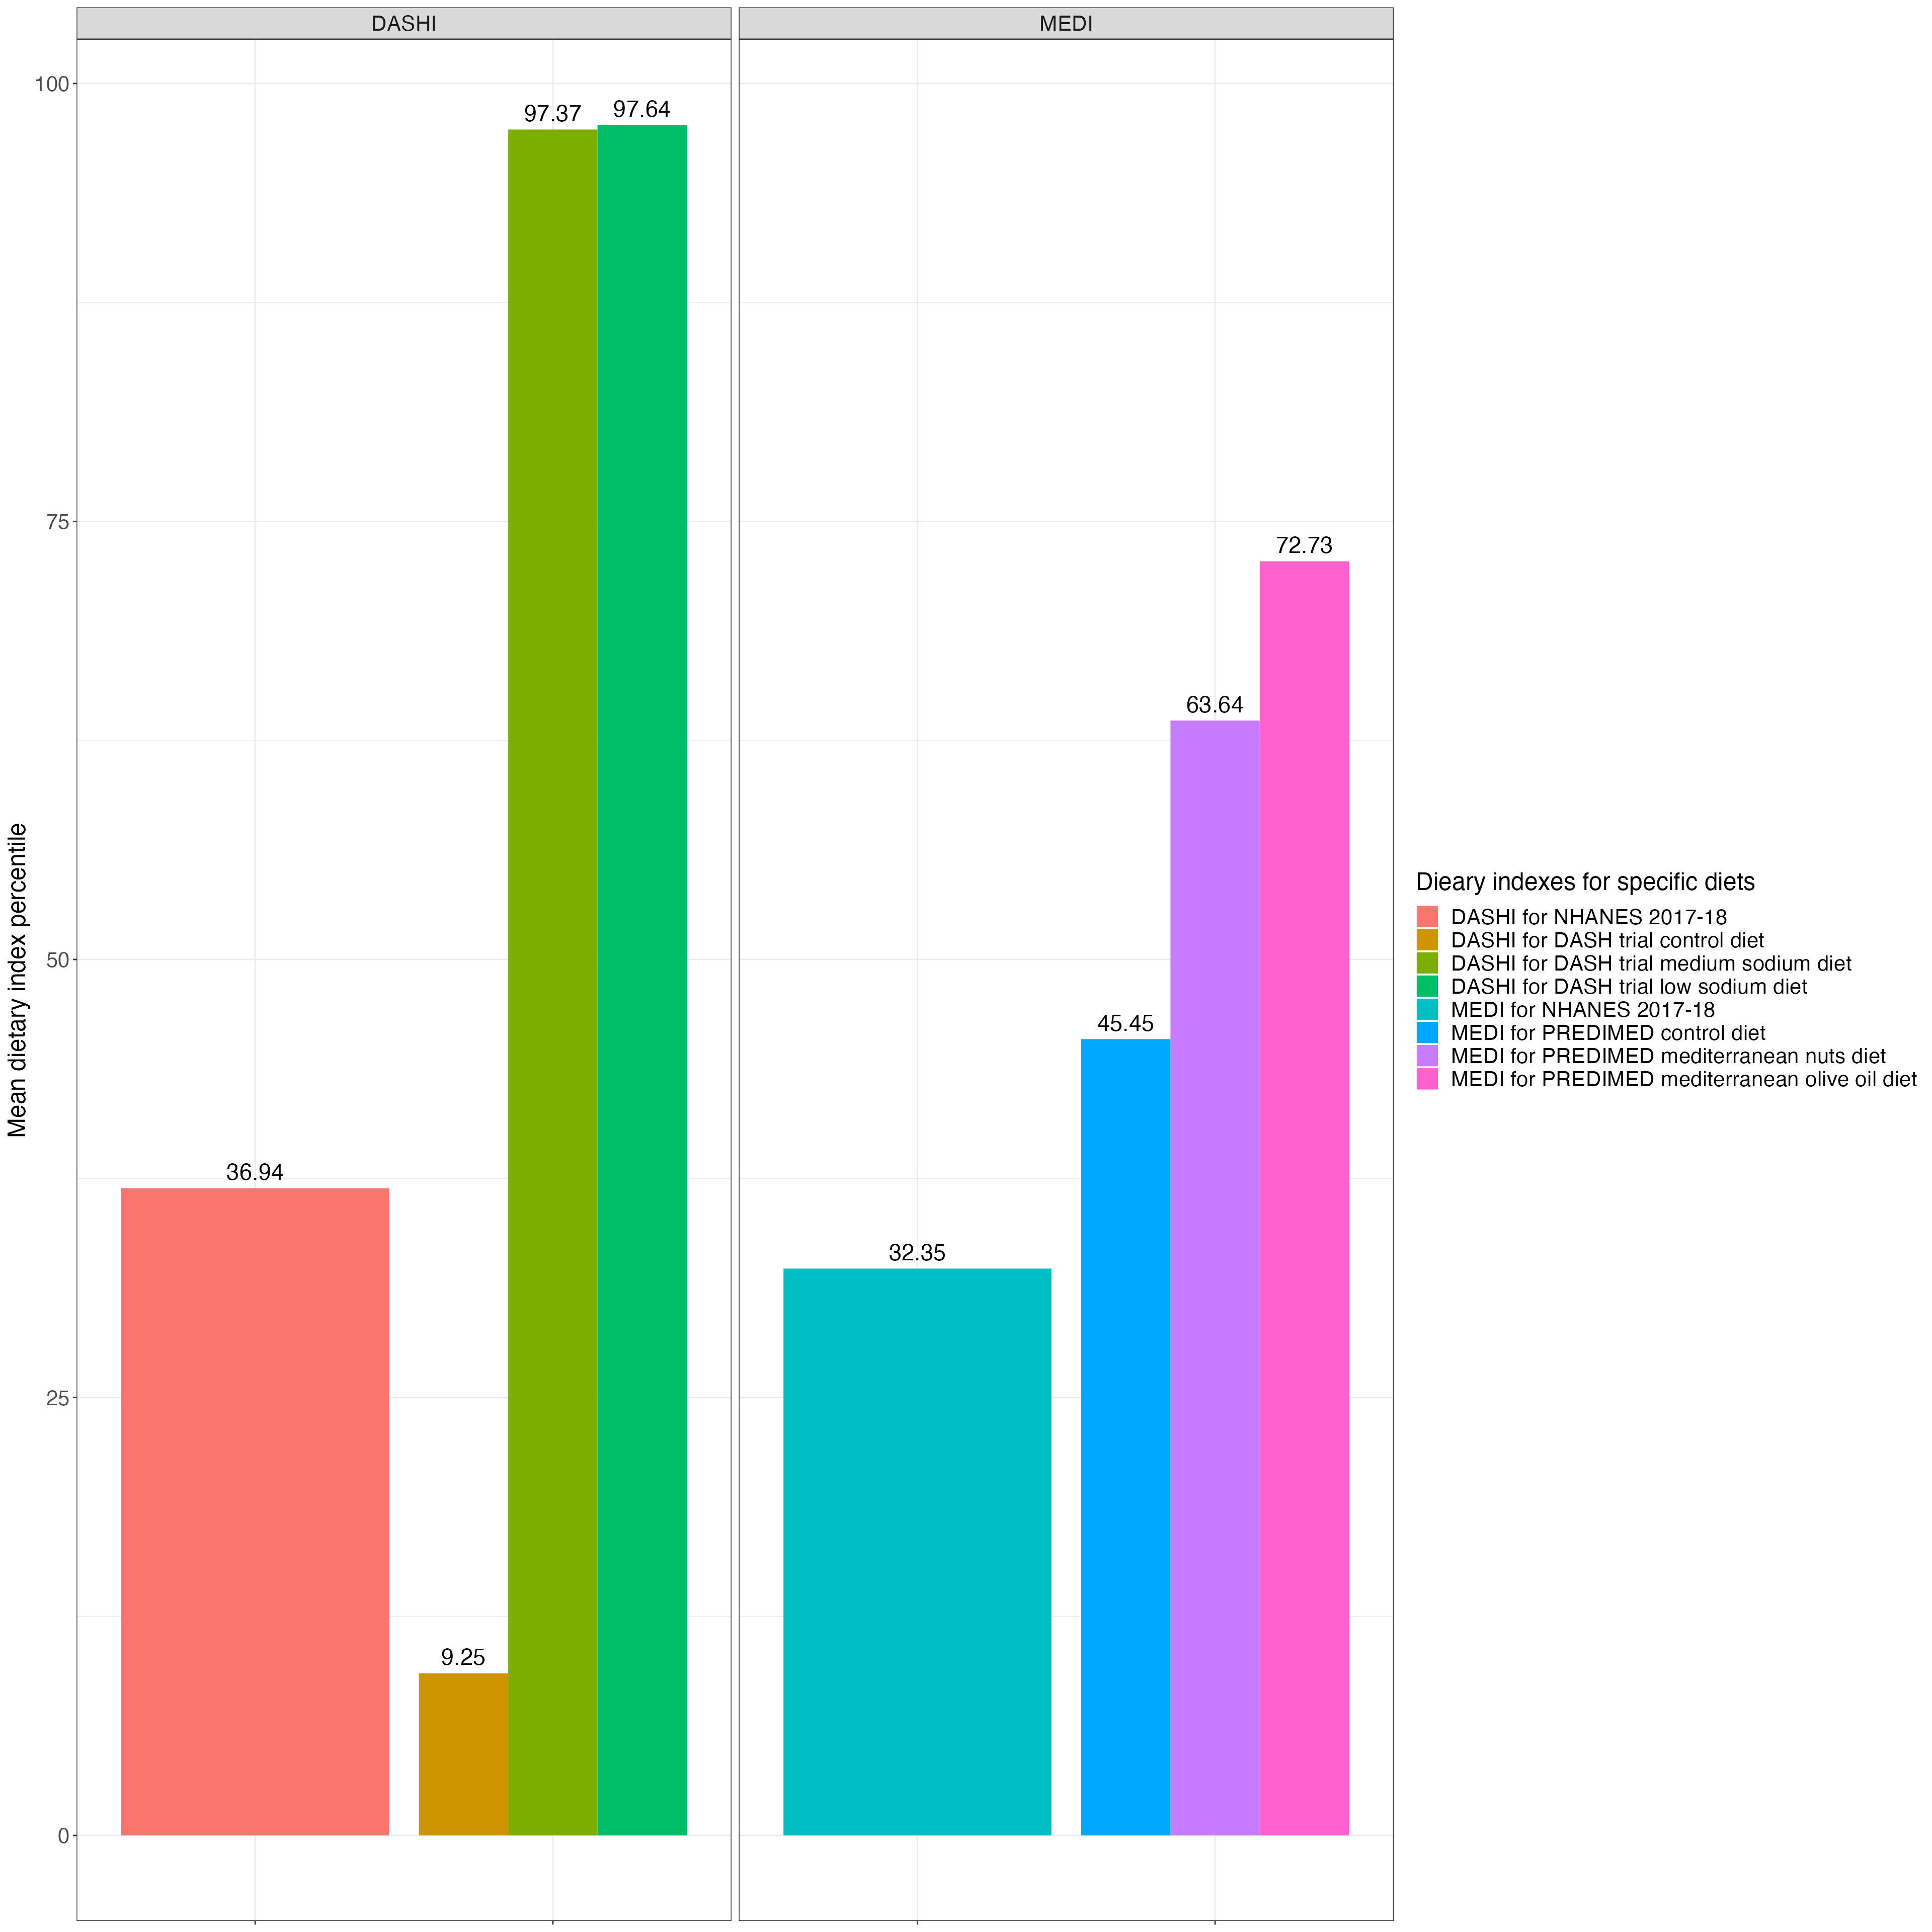 DASHI
MEDI
Mean dietary index percentile
100
75
50
25
0
36.94
9.25
97.37
97.64
32.35
45.45
63.64
72.73
Dieary indexes for specific diets
DASHI for NHANES 2017-18
DASHI for DASH trial control diet
DASHI for DASH trial medium sodium diet
DASHI for DASH trial low sodium diet
MEDI for NHANES 2017-18
MEDI for PREDIMED control diet
MEDI for PREDIMED mediterranean nuts diet
MEDI for PREDIMED mediterranean olive oil diet